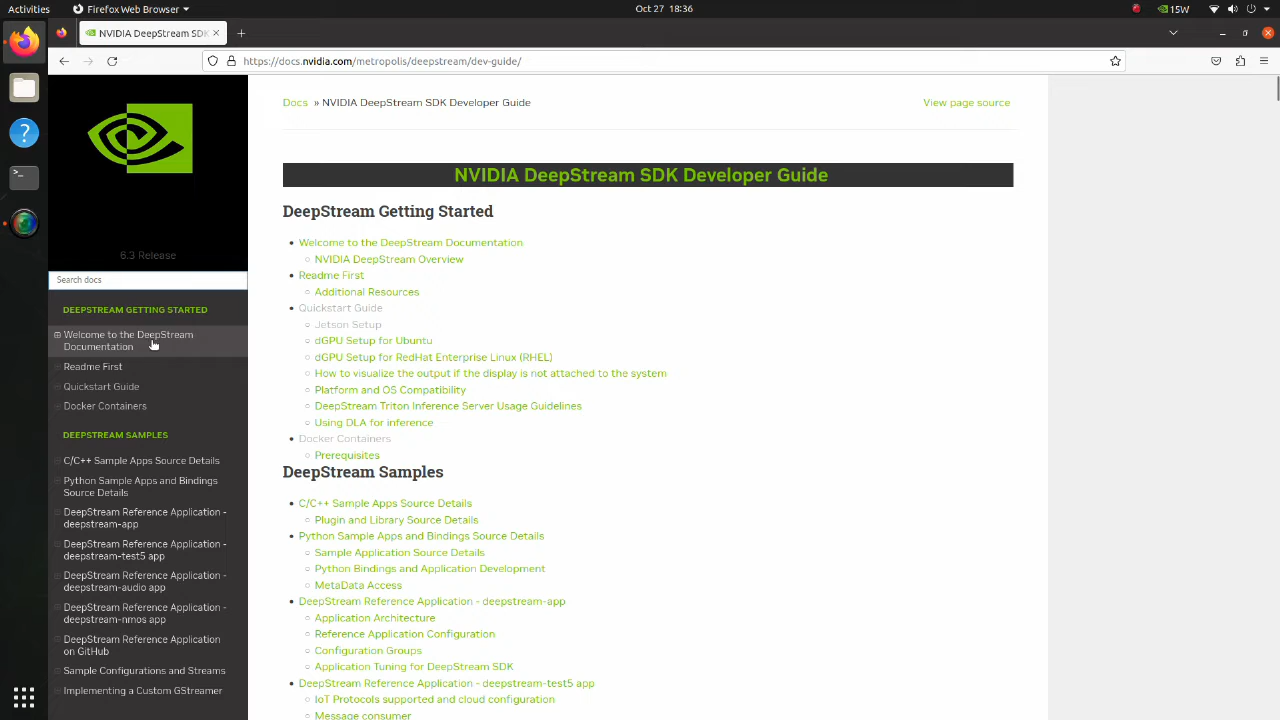 Activities
Firefox Web Browser
Oct 27 18:36
15W
NVIDIA DeepStream SDK
https://docs.nvidia.com/metropolis/deepstream/dev-guide/
6.3 Release
Search docs
DEEPSTREAM GETTING STARTED
Welcome to the DeepStream
Documentation
Readme First
Quickstart Guide
Docker Containers
DEEPSTREAM SAMPLES
C/C++ Sample Apps Source Details
Python Sample Apps and Bindings
Source Details
DeepStream Reference Application -
deepstream-app
DeepStream Reference Application -
deepstream-test5 app
DeepStream Reference Application -
deepstream-audio app
DeepStream Reference Application -
deepstream-nmos app
DeepStream Reference Application
on GitHub
Sample Configurations and Streams
Implementing a Custom GStreamer
Docs » NVIDIA DeepStream SDK Developer Guide
View page source
NVIDIA DeepStream SDK Developer Guide
DeepStream Getting Started
Welcome to the DeepStream Documentation
NVIDIA DeepStream Overview
Readme First
Additional Resources
Quickstart Guide
Jetson Setup
dGPU Setup for Ubuntu
dGPU Setup for RedHat Enterprise Linux (RHEL)
How to visualize the output if the display is not attached to the system
Platform and OS Compatibility
DeepStream Triton Inference Server Usage Guidelines
Using DLA for inference
Docker Containers
Prerequisites
DeepStream Samples
C/C++ Sample Apps Source Details
Plugin and Library Source Details
Python Sample Apps and Bindings Source Details
Sample Application Source Details
Python Bindings and Application Development
MetaData Access
DeepStream Reference Application - deepstream-app
Application Architecture
Reference Application Configuration
Configuration Groups
Application Tuning for DeepStream SDK
DeepStream Reference Application - deepstream-test5 app
IoT Protocols supported and cloud configuration
Message consumer